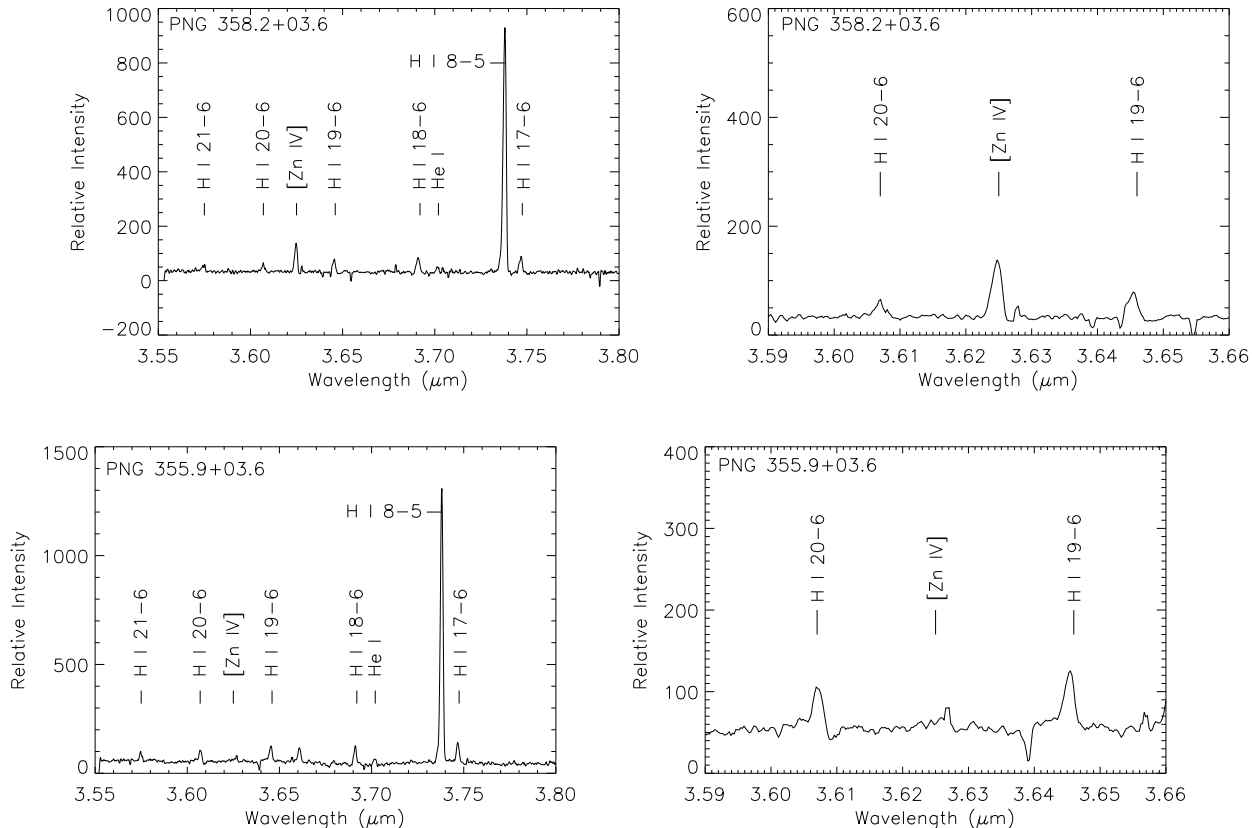 PNG 358.2+03.6
H I 8−5
H I 21−6
H I 20−6
[Zn IV]
H I 19−6
H I 18−6
He I
H I 17−6
1000
800
600
400
200
0
−200
Relative Intensity
3.55 3.60 3.65 3.70 3.75 3.80
Wavelength (μm)
PNG 358.2+03.6
H I 20−6
[Zn IV]
H I 19−6
600
400
200
0
Relative Intensity
3.59 3.60 3.61 3.62 3.63 3.64 3.65 3.66
Wavelength (μm)
PNG 355.9+03.6
H I 8−5
H I 21−6
H I 20−6
[Zn IV]
H I 19−6
H I 18−6
He I
H I 17−6
1500
1000
500
0
Relative Intensity
3.55 3.60 3.65 3.70 3.75 3.80
Wavelength (μm)
PNG 355.9+03.6
H I 20−6
[Zn IV]
H I 19−6
400
300
200
100
0
Relative Intensity
3.59 3.60 3.61 3.62 3.63 3.64 3.65 3.66
Wavelength (μm)